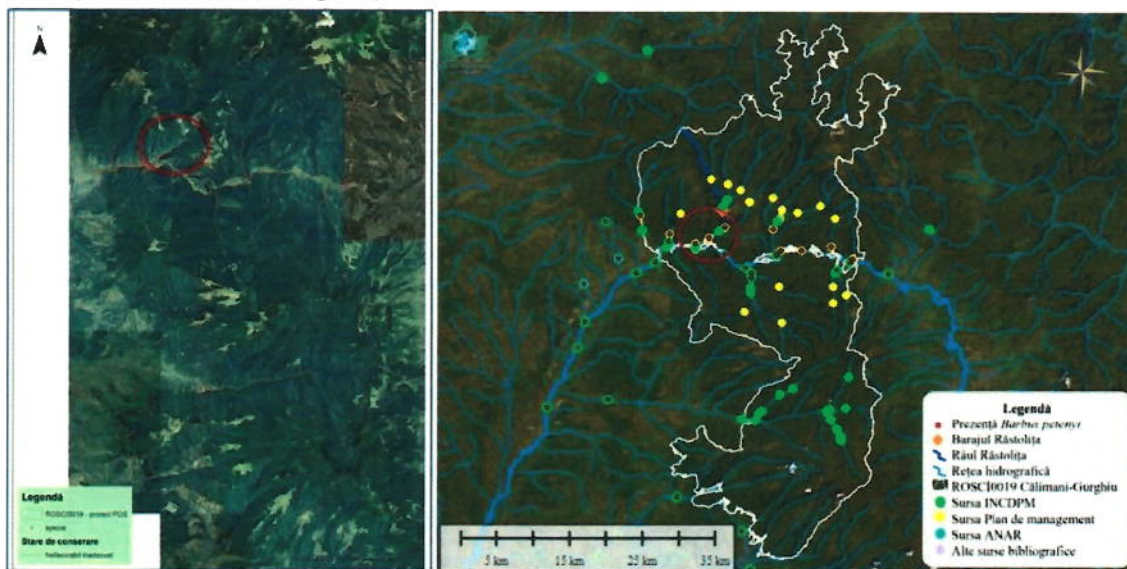 N
Legendă
ROSCI0019 - proiect POS
specie
Stare de conservare
Nefavorabil inadecvat
5 km
15 km
25 km
35 km
Legendă
Prezență Barbus petenyi
Barajul Răstolița
Râul Răstolița
Rețea hidrografică
ROSCI0019 Călimani-Gurghiu
Sursa INCDPM
Sursa Plan de management
Sursa ANAR
Alte surse bibliografice